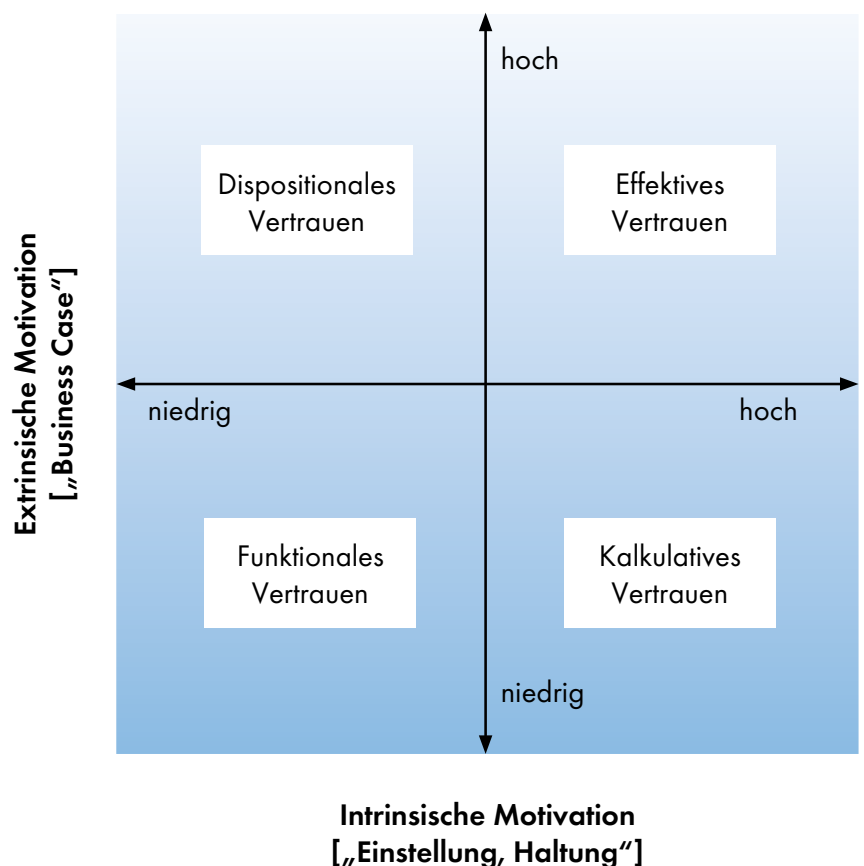 hoch
Dispositionales
Vertrauen
Effektives
Vertrauen
Extrinsische Motivation
[„Business Case“]
niedrig
hoch
Funktionales
Vertrauen
Kalkulatives
Vertrauen
niedrig
Intrinsische Motivation
[„Einstellung, Haltung“]